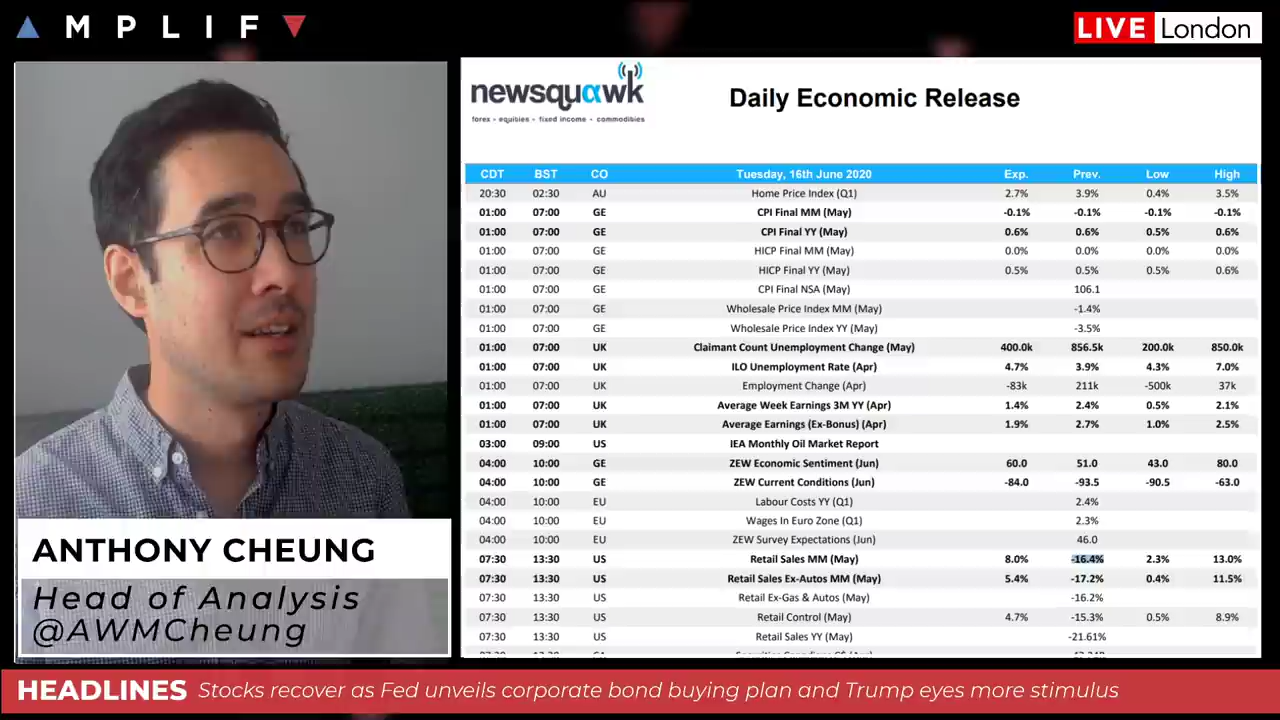 AMPLIFY
LIVE London
newsquawk
forex - equities - fixed income - commodities
Daily Economic Release
CDT BST CO Tuesday, 16th June 2020 Exp. Prev. Low High
20:30 02:30 AU Home Price Index (Q1) 2.7% 3.9% 0.4% 3.5%
01:00 07:00 GE CPI Final MM (May) -0.1% -0.1% -0.1% -0.1%
01:00 07:00 GE CPI Final YY (May) 0.6% 0.6% 0.5% 0.6%
01:00 07:00 GE HICP Final MM (May) 0.0% 0.0% 0.0% 0.0%
01:00 07:00 GE HICP Final YY (May) 0.5% 0.5% 0.5% 0.6%
01:00 07:00 GE CPI Final NSA (May) 106.1
01:00 07:00 GE Wholesale Price Index MM (May) -1.4%
01:00 07:00 GE Wholesale Price Index YY (May) -3.5%
01:00 07:00 UK Claimant Count Unemployment Change (May) 400.0k 856.5k 200.0k 850.0k
01:00 07:00 UK ILO Unemployment Rate (Apr) 4.7% 3.9% 4.3% 7.0%
01:00 07:00 UK Employment Change (Apr) -83k 211k -500k 37k
01:00 07:00 UK Average Week Earnings 3M YY (Apr) 1.4% 2.4% 0.5% 2.1%
01:00 07:00 UK Average Earnings (Ex-Bonus) (Apr) 1.9% 2.7% 1.0% 2.5%
03:00 09:00 US IEA Monthly Oil Market Report
04:00 10:00 GE ZEW Economic Sentiment (Jun) 60.0 51.0 43.0 80.0
04:00 10:00 GE ZEW Current Conditions (Jun) -84.0 -93.5 -90.5 -63.0
04:00 10:00 EU Labour Costs YY (Q1) 2.4%
04:00 10:00 EU Wages In Euro Zone (Q1) 2.3%
04:00 10:00 EU ZEW Survey Expectations (Jun) 46.0
07:30 13:30 US Retail Sales MM (May) 8.0% -16.4% 2.3% 13.0%
07:30 13:30 US Retail Sales Ex-Autos MM (May) 5.4% -17.2% 0.4% 11.5%
07:30 13:30 US Retail Ex-Gas & Autos (May) -16.2%
07:30 13:30 US Retail Control (May) 4.7% -15.3% 0.5% 8.9%
07:30 13:30 US Retail Sales YY (May) -21.61%
ANTHONY CHEUNG
Head of Analysis
@AWMCheung
HEADLINES Stocks recover as Fed unveils corporate bond buying plan and Trump eyes more stimulus